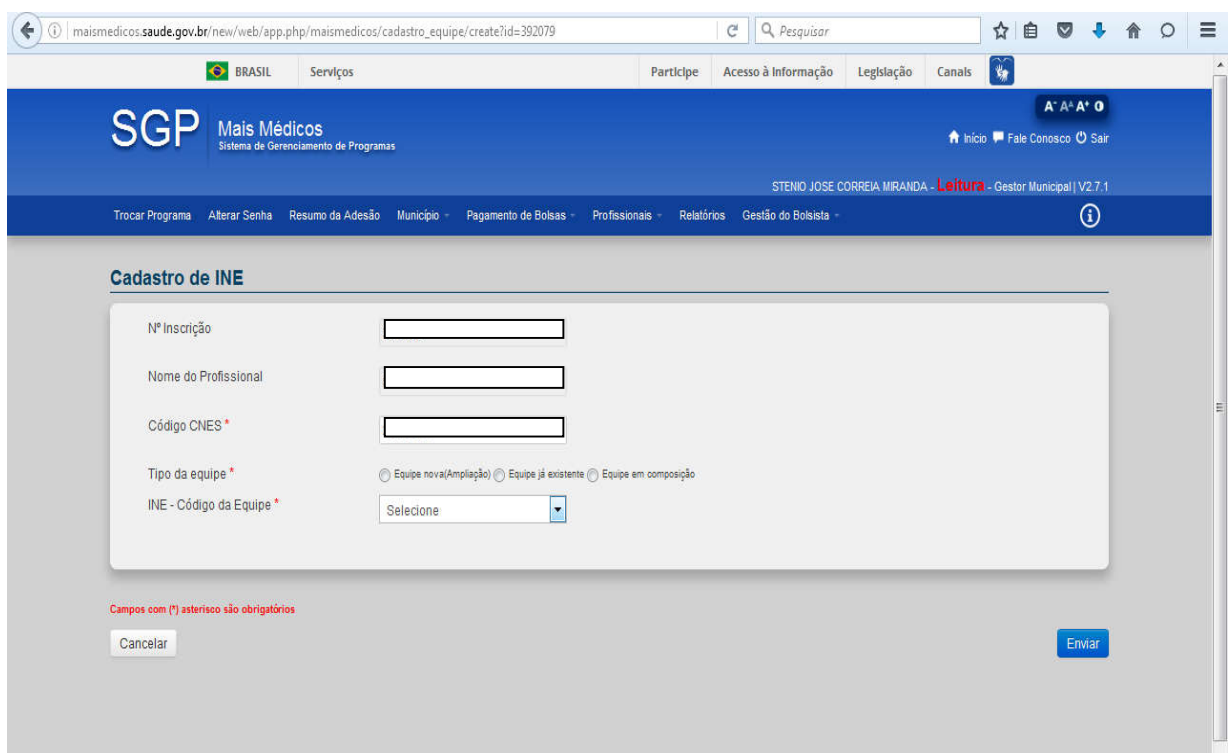 maismedicos.saude.gov.br/new/web/app.php/maismedicos/cadastro_equipe/create?id=392079
Pesquisar
BRASIL Serviços Participe Acesso à Informação Legislação Canais
A- A^A A+
SGP Mais Médicos
Sistema de Gerenciamento de Programas
Início Fale Conosco Sair
STENIO JOSE CORREIA MIRANDA - Leitura - Gestor Municipal | V2.7.1
Trocar Programa Alterar Senha Resumo da Adesão Município Pagamento de Bolsas Profissionais Relatórios Gestão do Bolsista
Cadastro de INE
Nº Inscrição
Nome do Profissional
Código CNES *
Tipo da equipe * Equipe nova(Ampliação) Equipe já existente Equipe em composição
INE - Código da Equipe * Selecione
Campos com (*) asterisco são obrigatórios
Cancelar Enviar